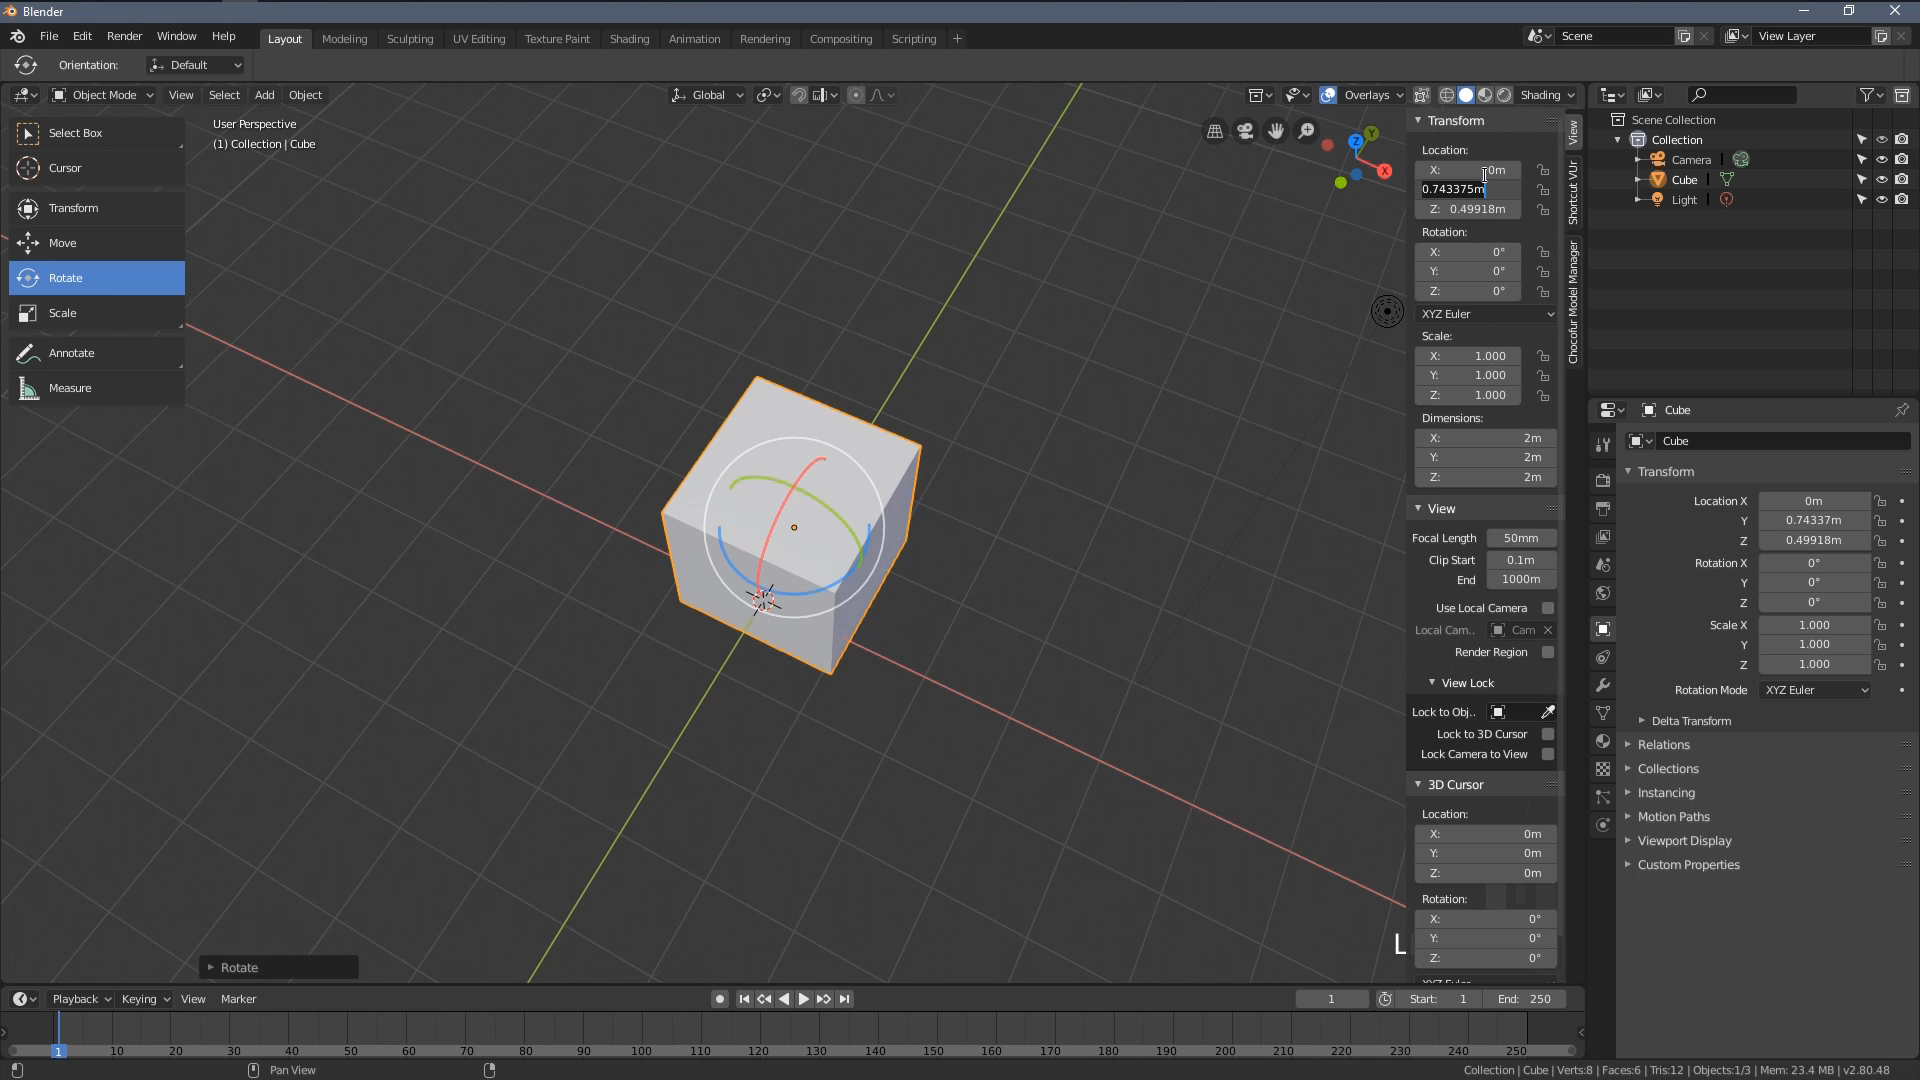 Blender
File Edit Render Window Help Layout Modeling Sculpting UV Editing Texture Paint Shading Animation Rendering Compositing Scripting + Scene View Layer
Orientation: Default
Object Mode View Select Add Object Global Overlays Shading
User Perspective
(1) Collection | Cube
Select Box
Cursor
Transform
Move
Rotate
Scale
Annotate
Measure
X
Y
Z
Rotate
L
Transform
Location:
X: 0m
0.743375m
Z: 0.49918m
Rotation:
X: 0°
Y: 0°
Z: 0°
XYZ Euler
Scale:
X: 1.000
Y: 1.000
Z: 1.000
Dimensions:
X: 2m
Y: 2m
Z: 2m
View
Focal Length 50mm
Clip Start 0.1m
End 1000m
Use Local Camera
Local Cam.. Cam
Render Region
View Lock
Lock to Obj..
Lock to 3D Cursor
Lock Camera to View
3D Cursor
Location:
X: 0m
Y: 0m
Z: 0m
Rotation:
X: 0°
Y: 0°
Z: 0°
View
Shortcut VUr
Chocofur Model Manager
Scene Collection
Collection
Camera
Cube
Light
Cube
Cube
Transform
Location X 0m
Y 0.74337m
Z 0.49918m
Rotation X 0°
Y 0°
Z 0°
Scale X 1.000
Y 1.000
Z 1.000
Rotation Mode XYZ Euler
Delta Transform
Relations
Collections
Instancing
Motion Paths
Viewport Display
Custom Properties
Playback Keying View Marker 1 Start: 1 End: 250
1 10 20 30 40 50 60 70 80 90 100 110 120 130 140 150 160 170 180 190 200 210 220 230 240 250
Pan View
Collection | Cube | Verts:8 | Faces:6 | Tris:12 | Objects:1/3 | Mem: 23.4 MB | v2.80.48